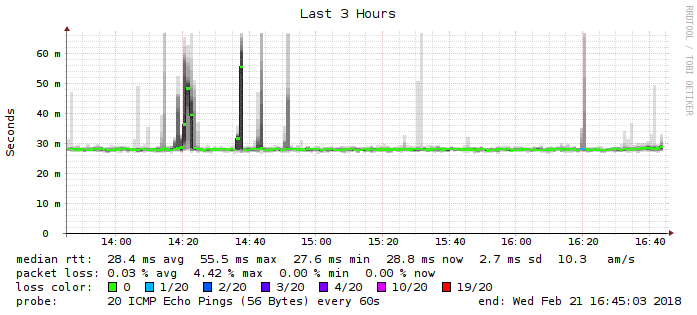 Last 3 Hours
RRDTOOL / TOBI OETIKER
Seconds
60 m
50 m
40 m
30 m
20 m
10 m
0
14:00 14:20 14:40 15:00 15:20 15:40 16:00 16:20 16:40
median rtt: 28.4 ms avg 55.5 ms max 27.6 ms min 28.8 ms now 2.7 ms sd 10.3 am/s
packet loss: 0.03 % avg 4.42 % max 0.00 % min 0.00 % now
loss color: 0 1/20 2/20 3/20 4/20 10/20 19/20
probe: 20 ICMP Echo Pings (56 Bytes) every 60s end: Wed Feb 21 16:45:03 2018